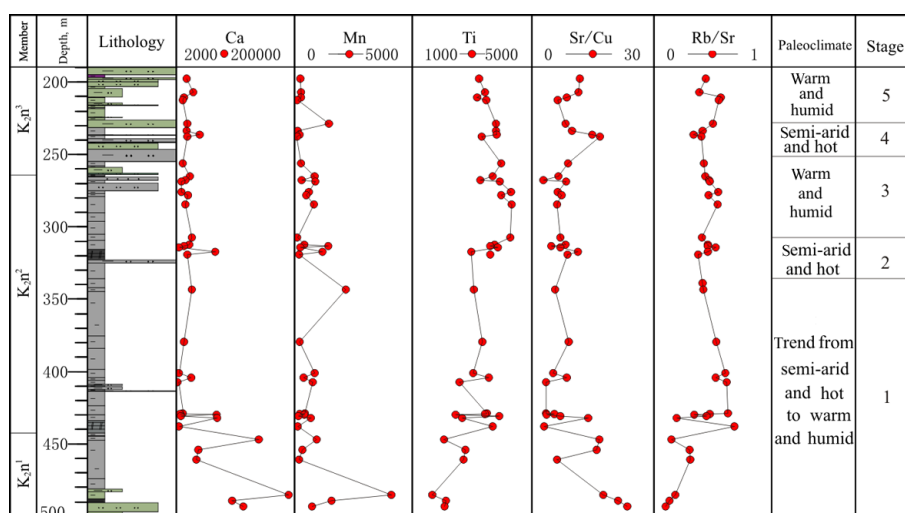 Member
Depth, m
Lithology
Ca
2000 200000
Mn
0 5000
Ti
1000 5000
Sr/Cu
0 30
Rb/Sr
0 1
Paleoclimate
Stage
K₂n³
K₂n²
K₂n¹
200
250
300
350
400
450
500
Warm
and
humid
5
Semi-arid
and hot
4
Warm
and
humid
3
Semi-arid
and hot
2
Trend from
semi-arid
and hot
to warm
and humid
1